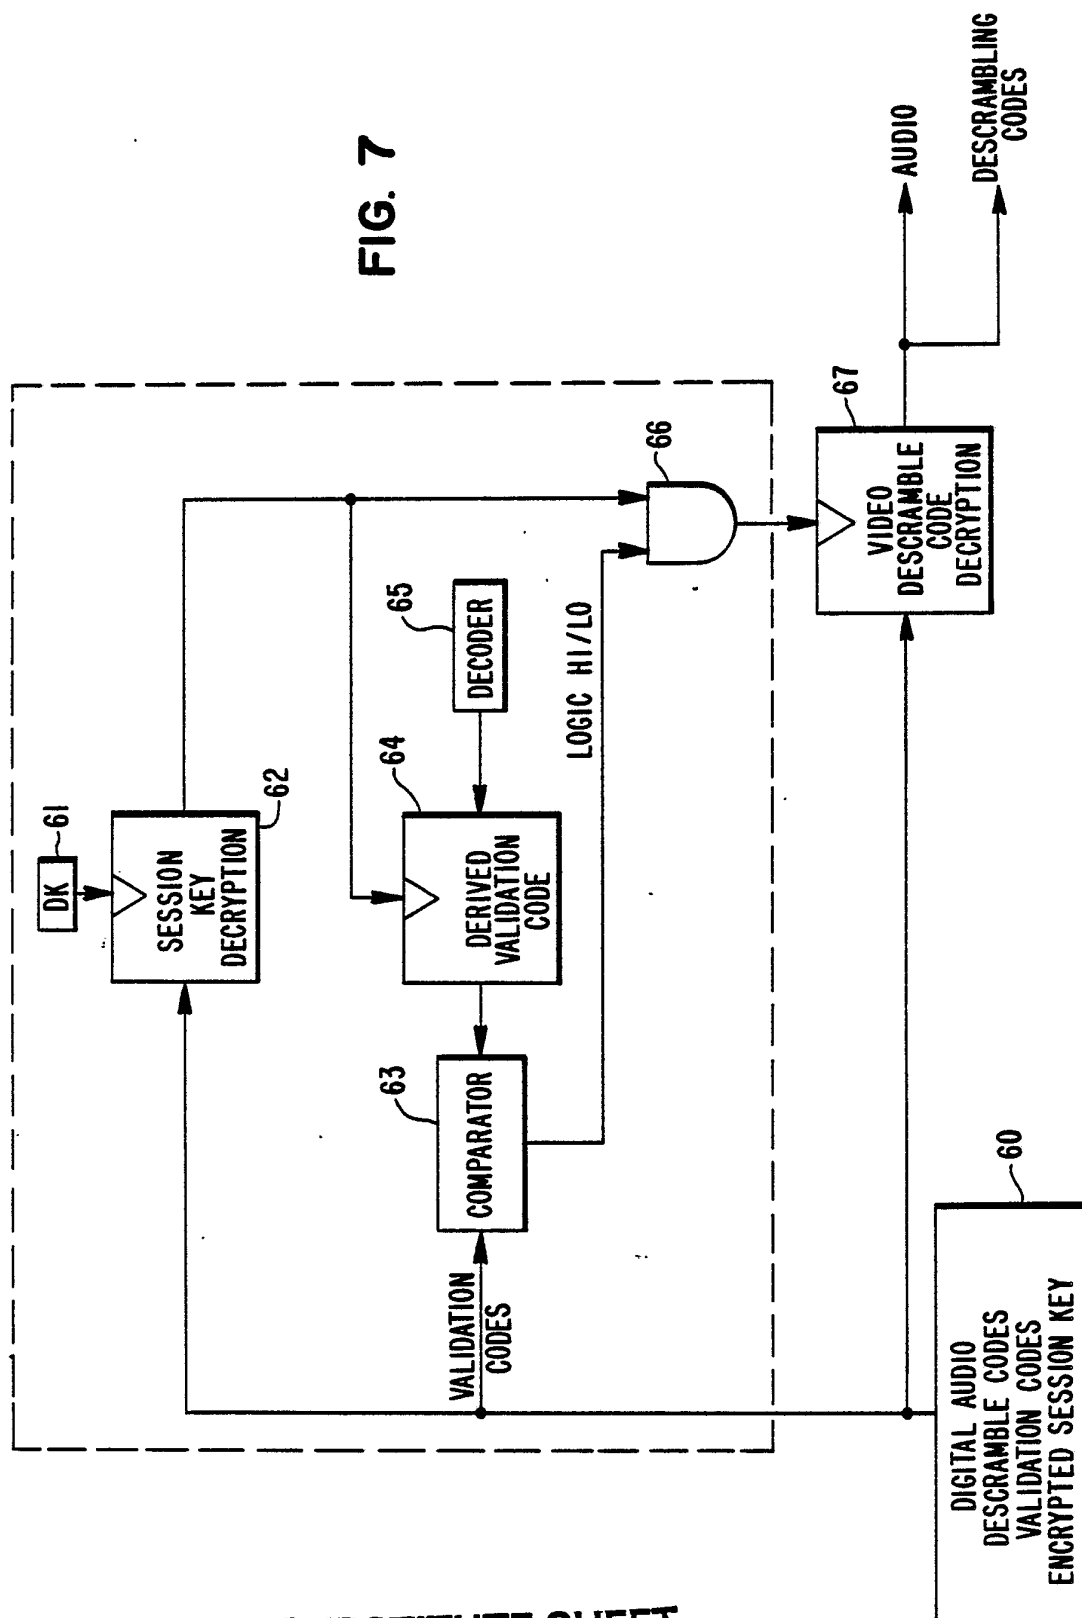 FIG. 7
DK
61
SESSION
KEY
DECRYPTION
62
COMPARATOR
63
DERIVED
VALIDATION
CODE
64
DECODER
65
66
VALIDATION
CODES
LOGIC HI/LO
VIDEO
DESCRAMBLE
CODE
DECRYPTION
67
AUDIO
DESCRAMBLING
CODES
DIGITAL AUDIO
DESCRAMBLE CODES
VALIDATION CODES
ENCRYPTED SESSION KEY
60
SUBSTITUTE SHEET